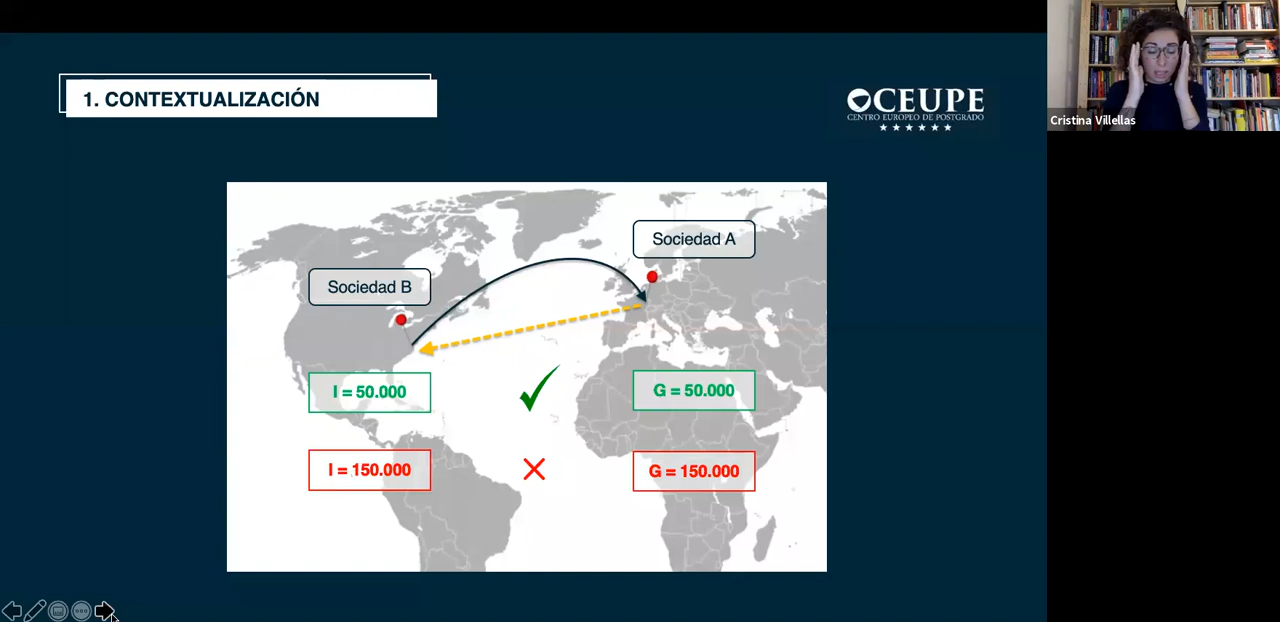 1. CONTEXTUALIZACIÓN
CEUPE
CENTRO EUROPEO DE POSTGRADO
Cristina Villellas
Sociedad A
Sociedad B
I = 50.000
G = 50.000
I = 150.000
G = 150.000